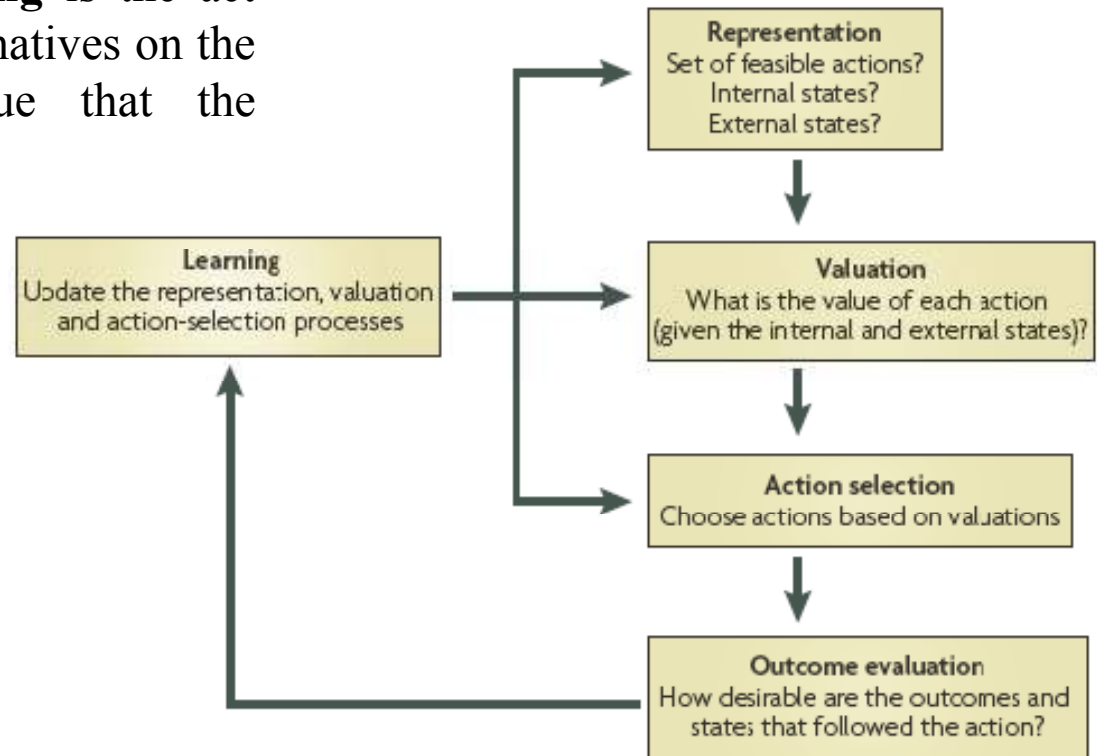 ng is the act
natives on the
ue that the
Representation
Set of feasible actions?
Internal states?
External states?
Learning
Update the representation, valuation
and action-selection processes
Valuation
What is the value of each action
(given the internal and external states)?
Action selection
Choose actions based on valuations
Outcome evaluation
How desirable are the outcomes and
states that followed the action?